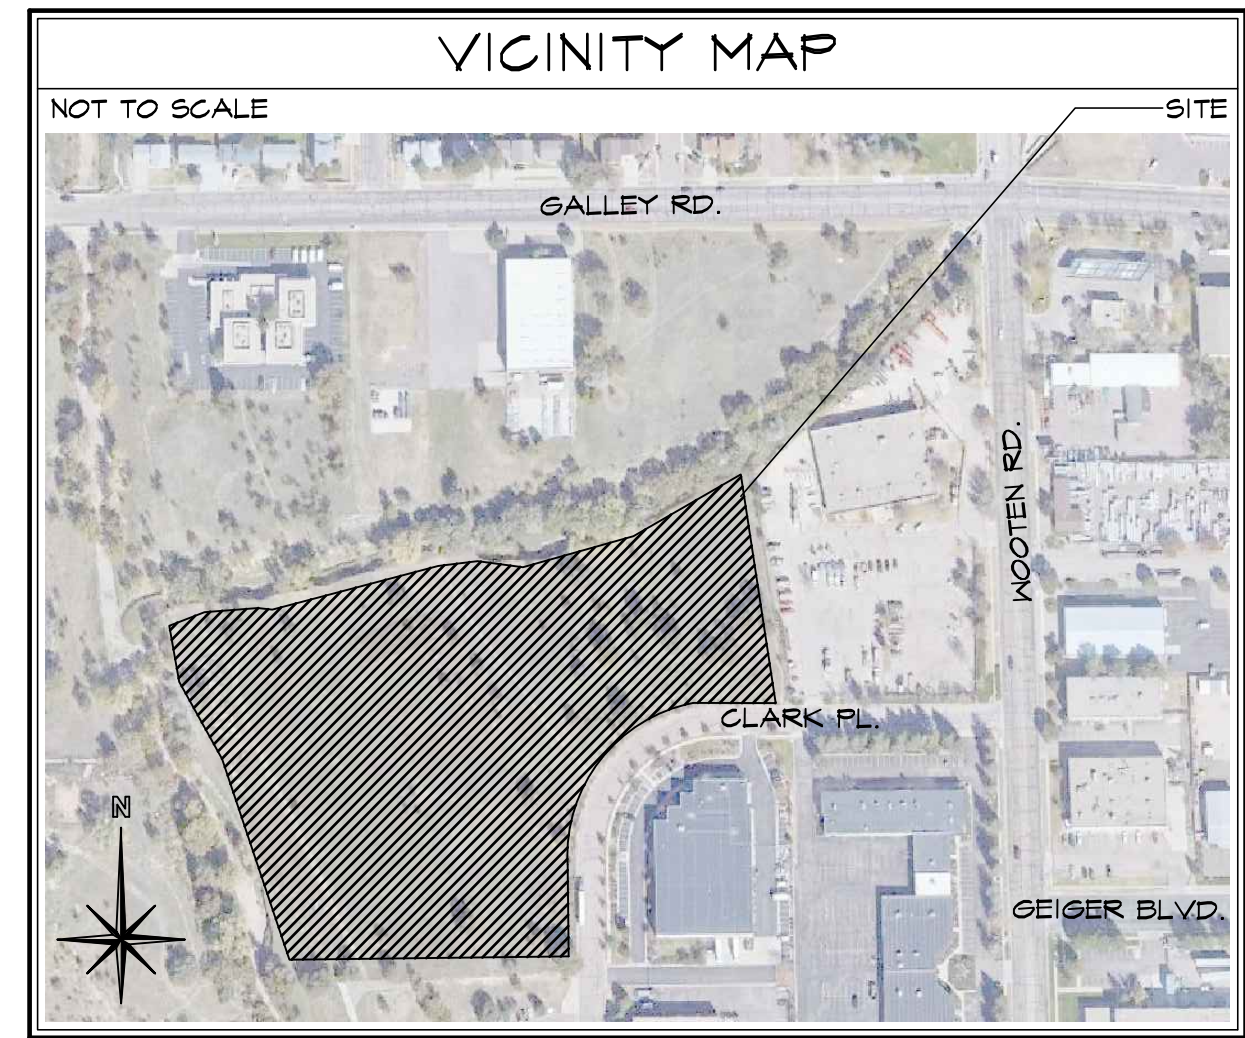 VICINITY MAP
NOT TO SCALE
SITE
GALLEY RD.
WOOTEN RD.
CLARK PL.
N
GEIGER BLVD.